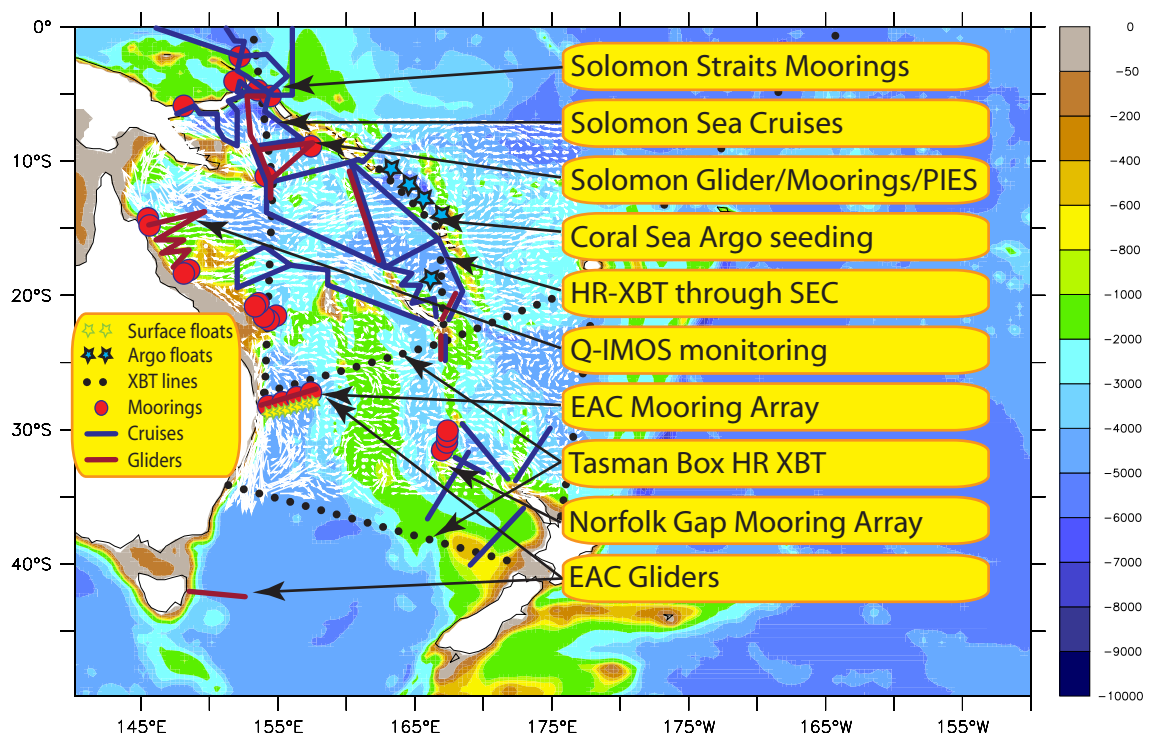 0°
10°S
20°S
30°S
40°S
145°E
155°E
165°E
175°E
175°W
165°W
155°W
Solomon Straits Moorings
Solomon Sea Cruises
Solomon Glider/Moorings/PIES
Coral Sea Argo seeding
HR-XBT through SEC
Q-IMOS monitoring
EAC Mooring Array
Tasman Box HR XBT
Norfolk Gap Mooring Array
EAC Gliders
Surface floats
Argo floats
XBT lines
Moorings
Cruises
Gliders
0
−50
−200
−400
−600
−800
−1000
−2000
−3000
−4000
−5000
−6000
−7000
−8000
−9000
−10000